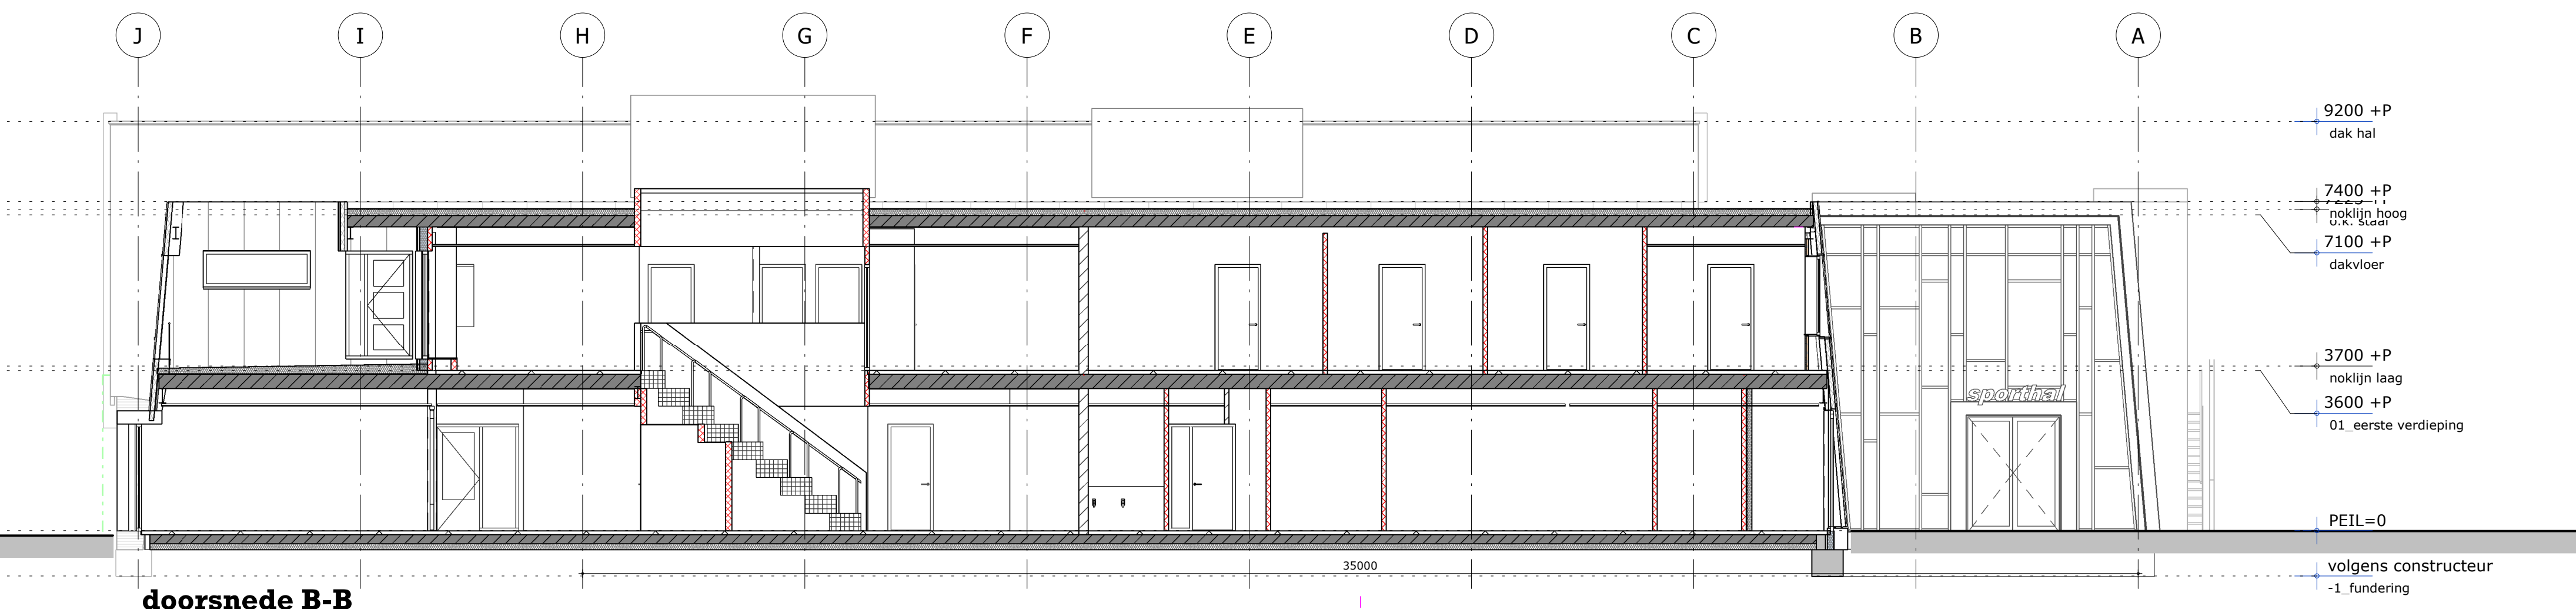 J I H G F E D C B A
9200 +P
dak hal
7400 +P
noklijn hoog
o.k. staal
7100 +P
dakvloer
3700 +P
noklijn laag
sporthal
3600 +P
01_eerste verdieping
PEIL=0
35000
volgens constructeur
-1_fundering
doorsnede B-B